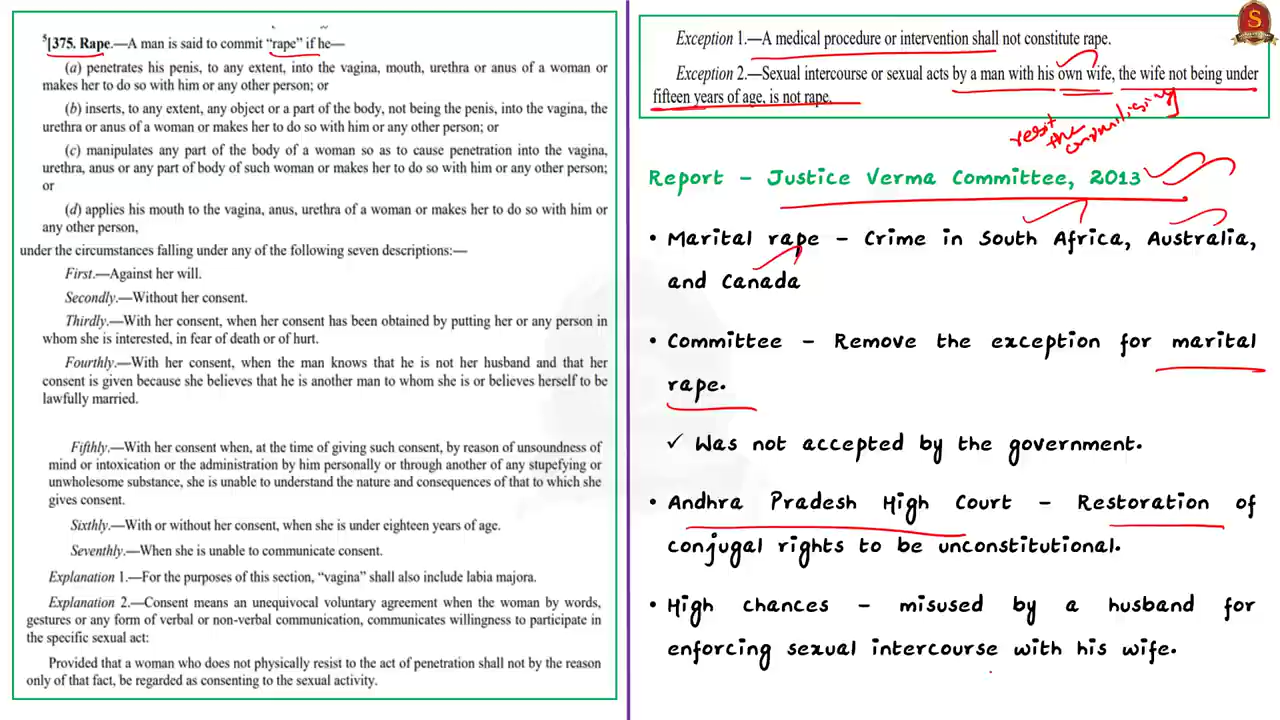 ⁵[375. Rape.—A man is said to commit “rape” if he—
(a) penetrates his penis, to any extent, into the vagina, mouth, urethra or anus of a woman or
makes her to do so with him or any other person; or
(b) inserts, to any extent, any object or a part of the body, not being the penis, into the vagina, the
urethra or anus of a woman or makes her to do so with him or any other person; or
(c) manipulates any part of the body of a woman so as to cause penetration into the vagina,
urethra, anus or any part of body of such woman or makes her to do so with him or any other person;
or
(d) applies his mouth to the vagina, anus, urethra of a woman or makes her to do so with him or
any other person,
under the circumstances falling under any of the following seven descriptions:—
First.—Against her will.
Secondly.—Without her consent.
Thirdly.—With her consent, when her consent has been obtained by putting her or any person in
whom she is interested, in fear of death or of hurt.
Fourthly.—With her consent, when the man knows that he is not her husband and that her
consent is given because she believes that he is another man to whom she is or believes herself to be
lawfully married.
Fifthly.—With her consent when, at the time of giving such consent, by reason of unsoundness of
mind or intoxication or the administration by him personally or through another of any stupefying or
unwholesome substance, she is unable to understand the nature and consequences of that to which she
gives consent.
Sixthly.—With or without her consent, when she is under eighteen years of age.
Seventhly.—When she is unable to communicate consent.
Explanation 1.—For the purposes of this section, “vagina” shall also include labia majora.
Explanation 2.—Consent means an unequivocal voluntary agreement when the woman by words,
gestures or any form of verbal or non-verbal communication, communicates willingness to participate in
the specific sexual act:
Provided that a woman who does not physically resist to the act of penetration shall not by the reason
only of that fact, be regarded as consenting to the sexual activity.
Exception 1.—A medical procedure or intervention shall not constitute rape.
Exception 2.—Sexual intercourse or sexual acts by a man with his own wife, the wife not being under
fifteen years of age, is not rape.
the
Report – Justice Verma Committee, 2013
• Marital rape – Crime in South Africa, Australia,
and Canada
• Committee – Remove the exception for marital
rape.
✓ Was not accepted by the government.
• Andhra Pradesh High Court – Restoration of
conjugal rights to be unconstitutional.
• High chances – misused by a husband for
enforcing sexual intercourse with his wife.